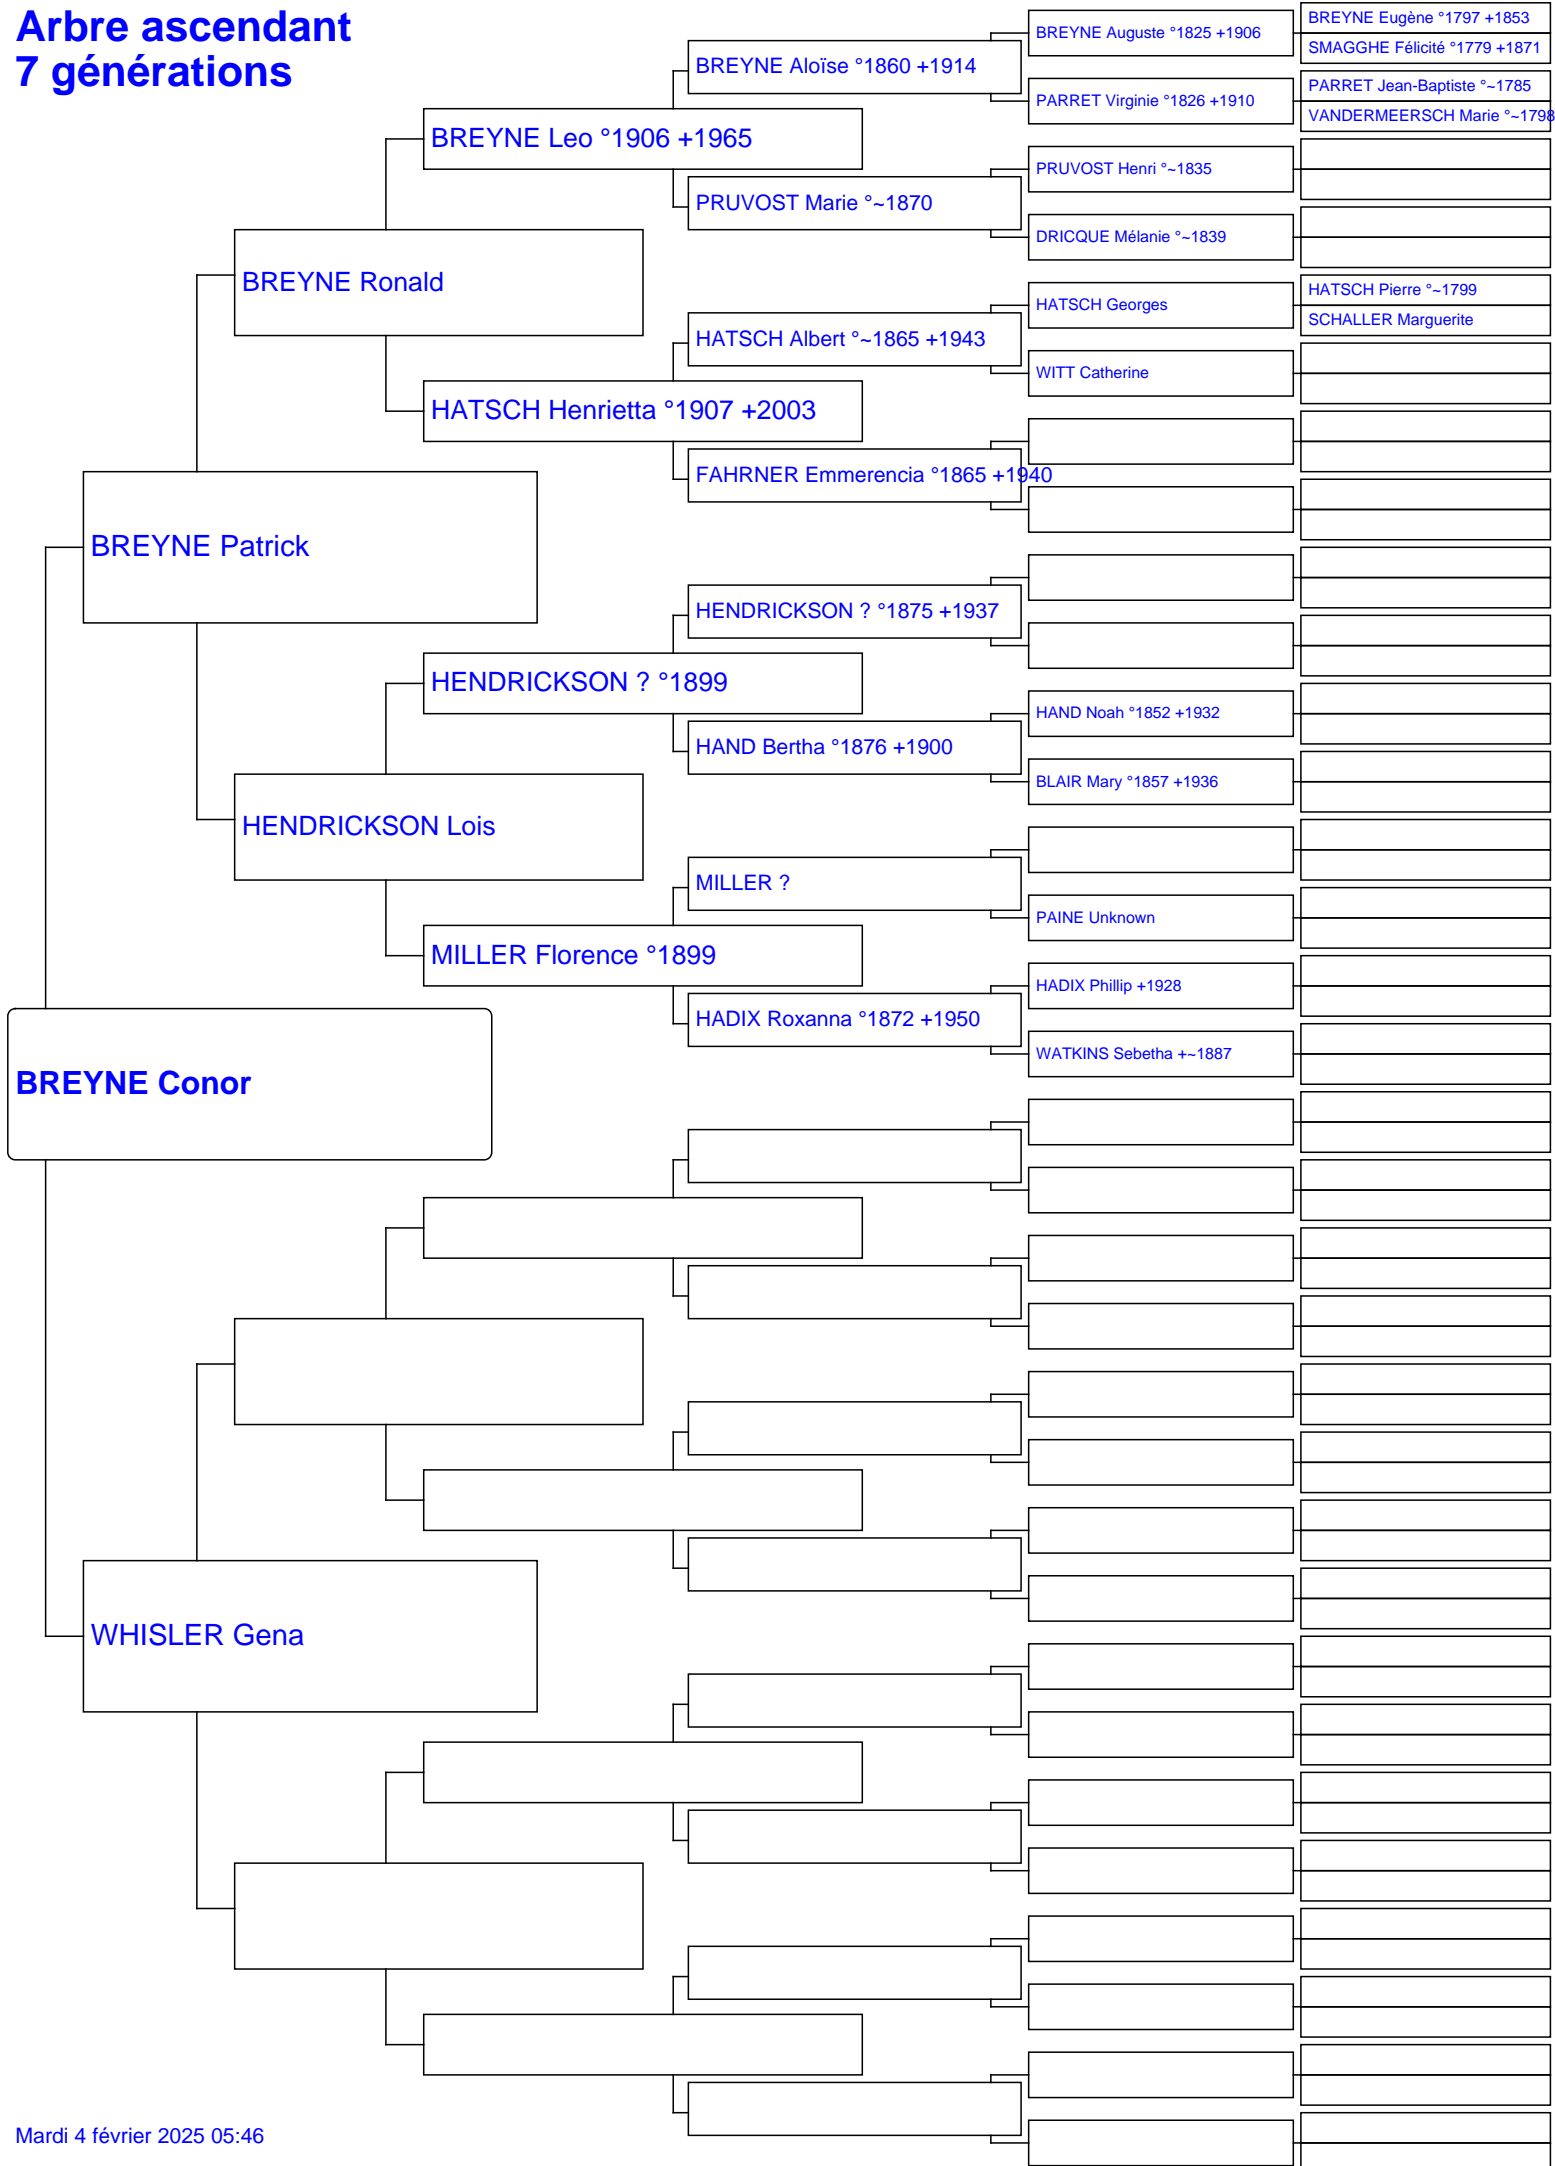 Arbre ascendant
7 générations
BREYNE Eugène °1797 +1853
BREYNE Auguste °1825 +1906
SMAGGHE Félicité °1779 +1871
BREYNE Aloïse °1860 +1914
PARRET Jean-Baptiste °~1785
PARRET Virginie °1826 +1910
VANDERMEERSCH Marie °~1798
BREYNE Leo °1906 +1965
PRUVOST Henri °~1835
PRUVOST Marie °~1870
DRICQUE Mélanie °~1839
BREYNE Ronald
HATSCH Pierre °~1799
HATSCH Georges
SCHALLER Marguerite
HATSCH Albert °~1865 +1943
WITT Catherine
HATSCH Henrietta °1907 +2003
FAHRNER Emmerencia °1865 +1940
BREYNE Patrick
HENDRICKSON ? °1875 +1937
HENDRICKSON ? °1899
HAND Noah °1852 +1932
HAND Bertha °1876 +1900
BLAIR Mary °1857 +1936
HENDRICKSON Lois
MILLER ?
PAINE Unknown
MILLER Florence °1899
HADIX Phillip +1928
HADIX Roxanna °1872 +1950
WATKINS Sebetha +~1887
BREYNE Conor
WHISLER Gena
Mardi 4 février 2025 05:46